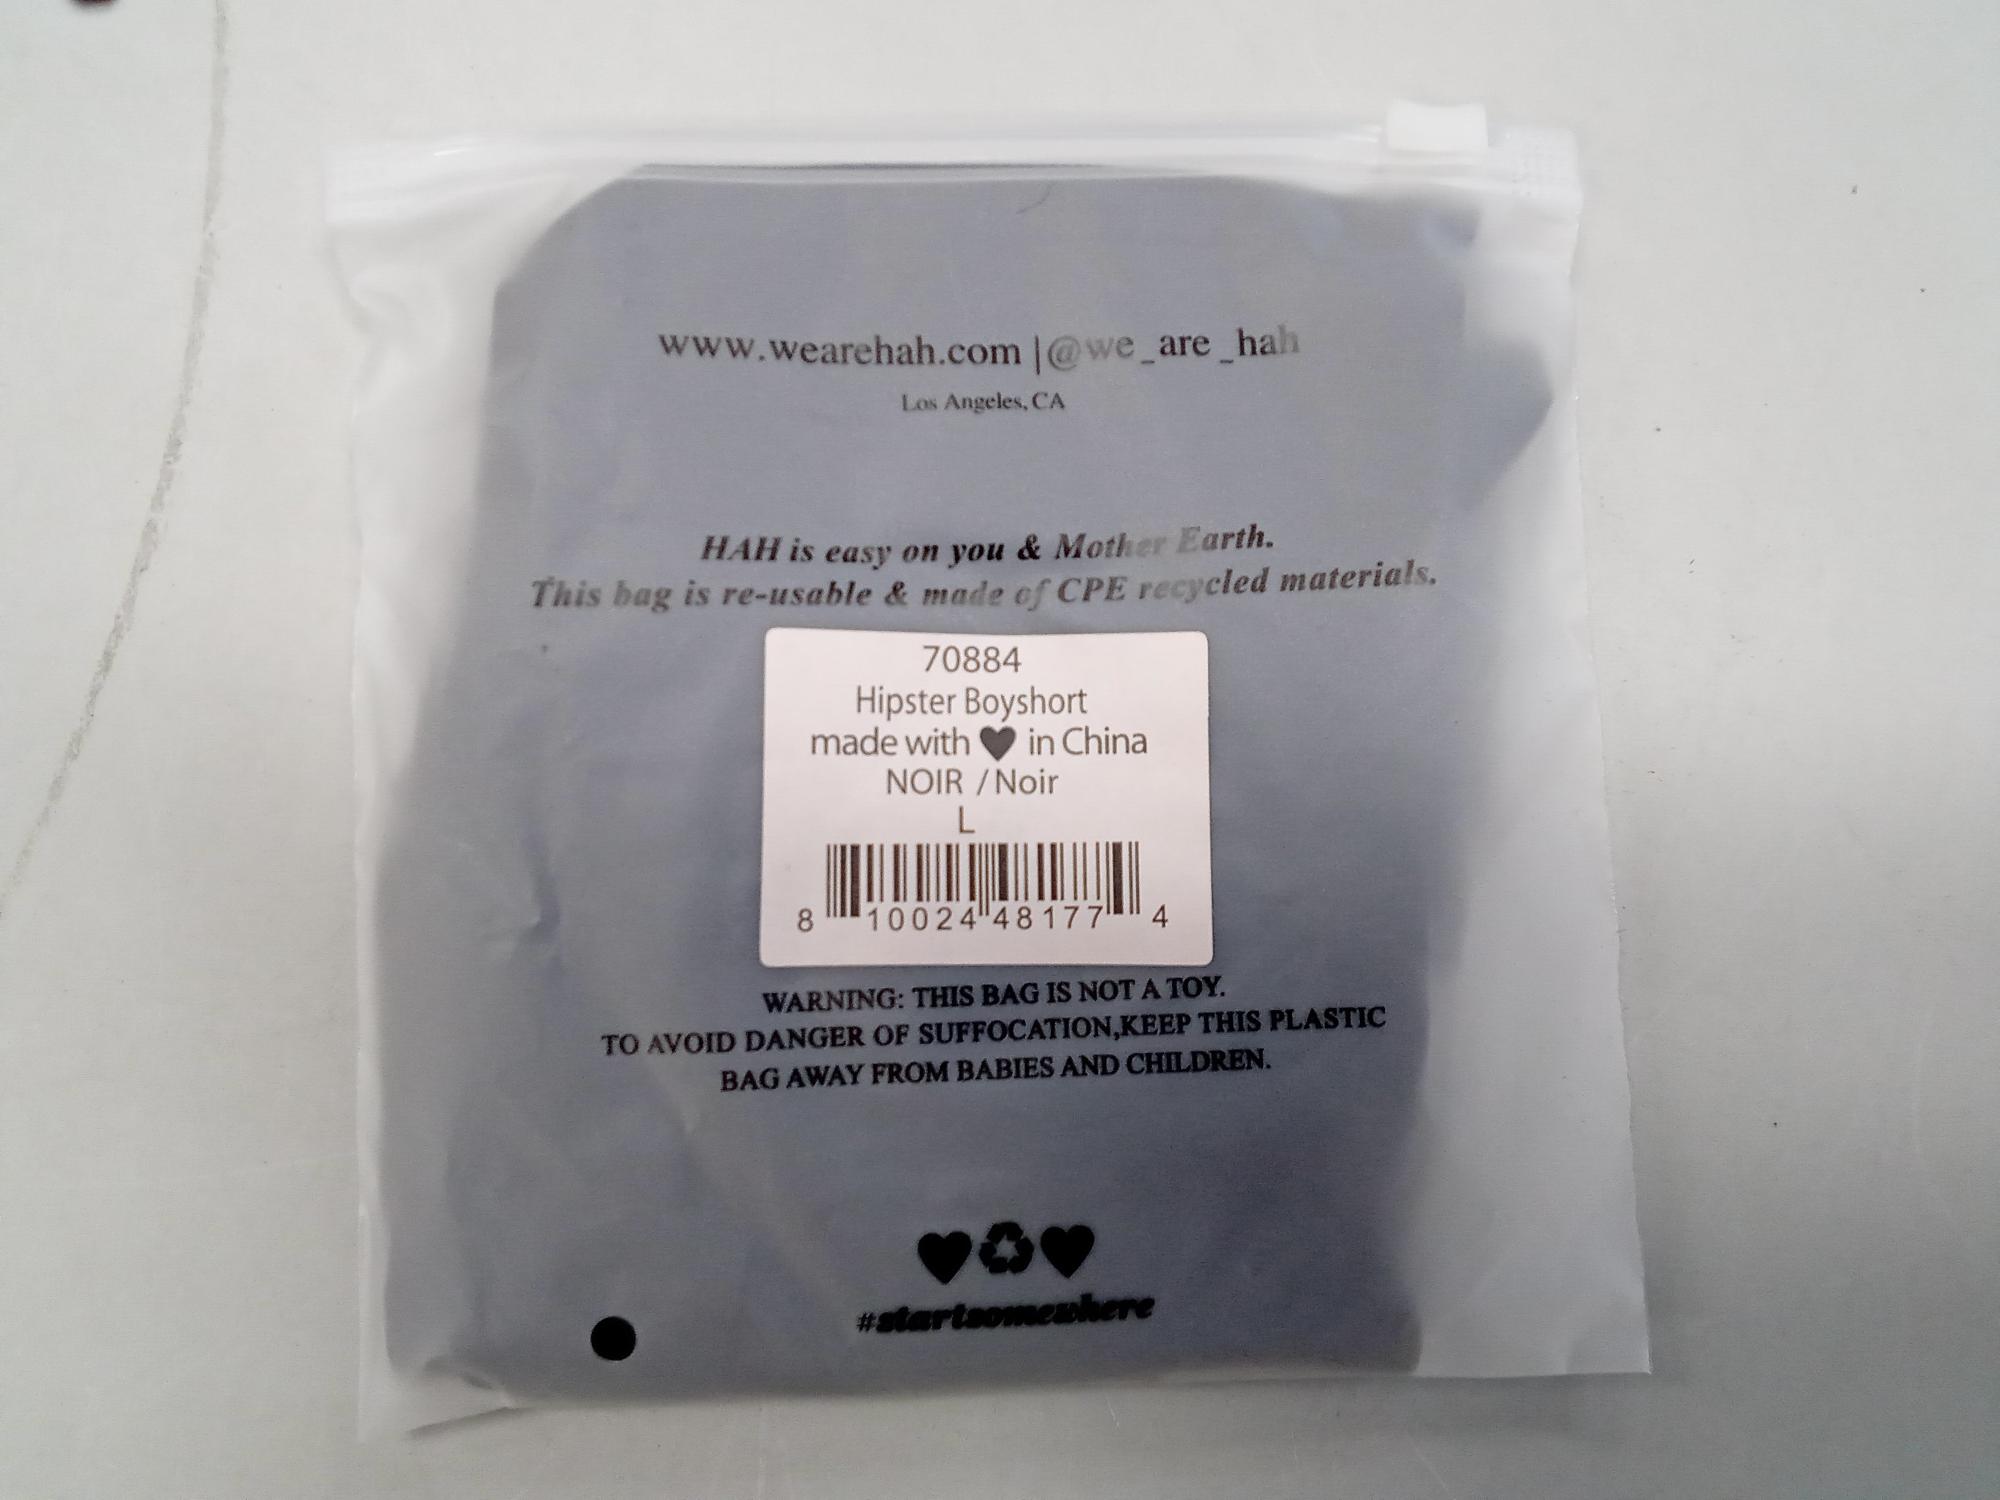 www.wearehah.com |@we_are_hah
Los Angeles, CA
HAH is easy on you & Mother Earth.
This bag is re-usable & made of CPE recycled materials.
70884
Hipster Boyshort
made with ♥ in China
NOIR / Noir
L
8 10024 48177 4
WARNING: THIS BAG IS NOT A TOY.
TO AVOID DANGER OF SUFFOCATION,KEEP THIS PLASTIC
BAG AWAY FROM BABIES AND CHILDREN.
#startsomewhere